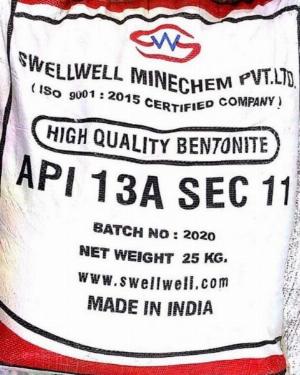 SW
SWELLWELL MINECHEM PVT.LTD.
( ISO 9001 : 2015 CERTIFIED COMPANY )
HIGH QUALITY BENTONITE
API 13A SEC 11
BATCH NO : 2020
NET WEIGHT 25 KG.
www.swellwell.com
MADE IN INDIA